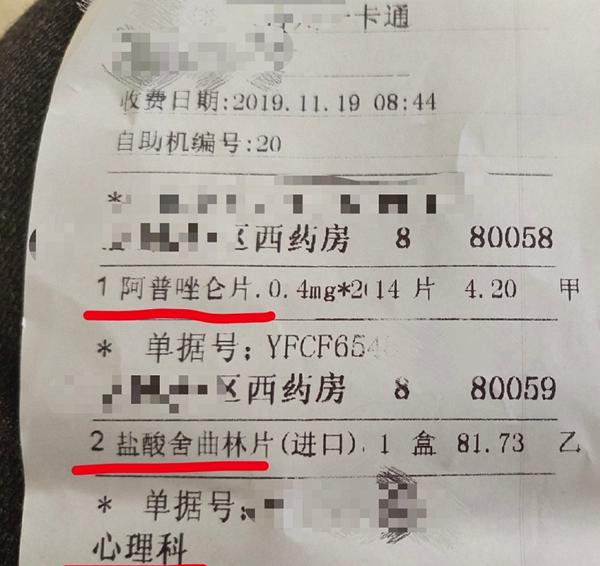 卡通
收费日期:2019.11.19 08:44
自助机编号:20
*
区西药房 8 80058
1 阿普唑仑片.0.4mg*2014 片 4.20 甲
* 单据号; YFCF654
区西药房 8 80059
2 盐酸舍曲林片(进口). 1 盒 81.73 乙
* 单据号;
心理科